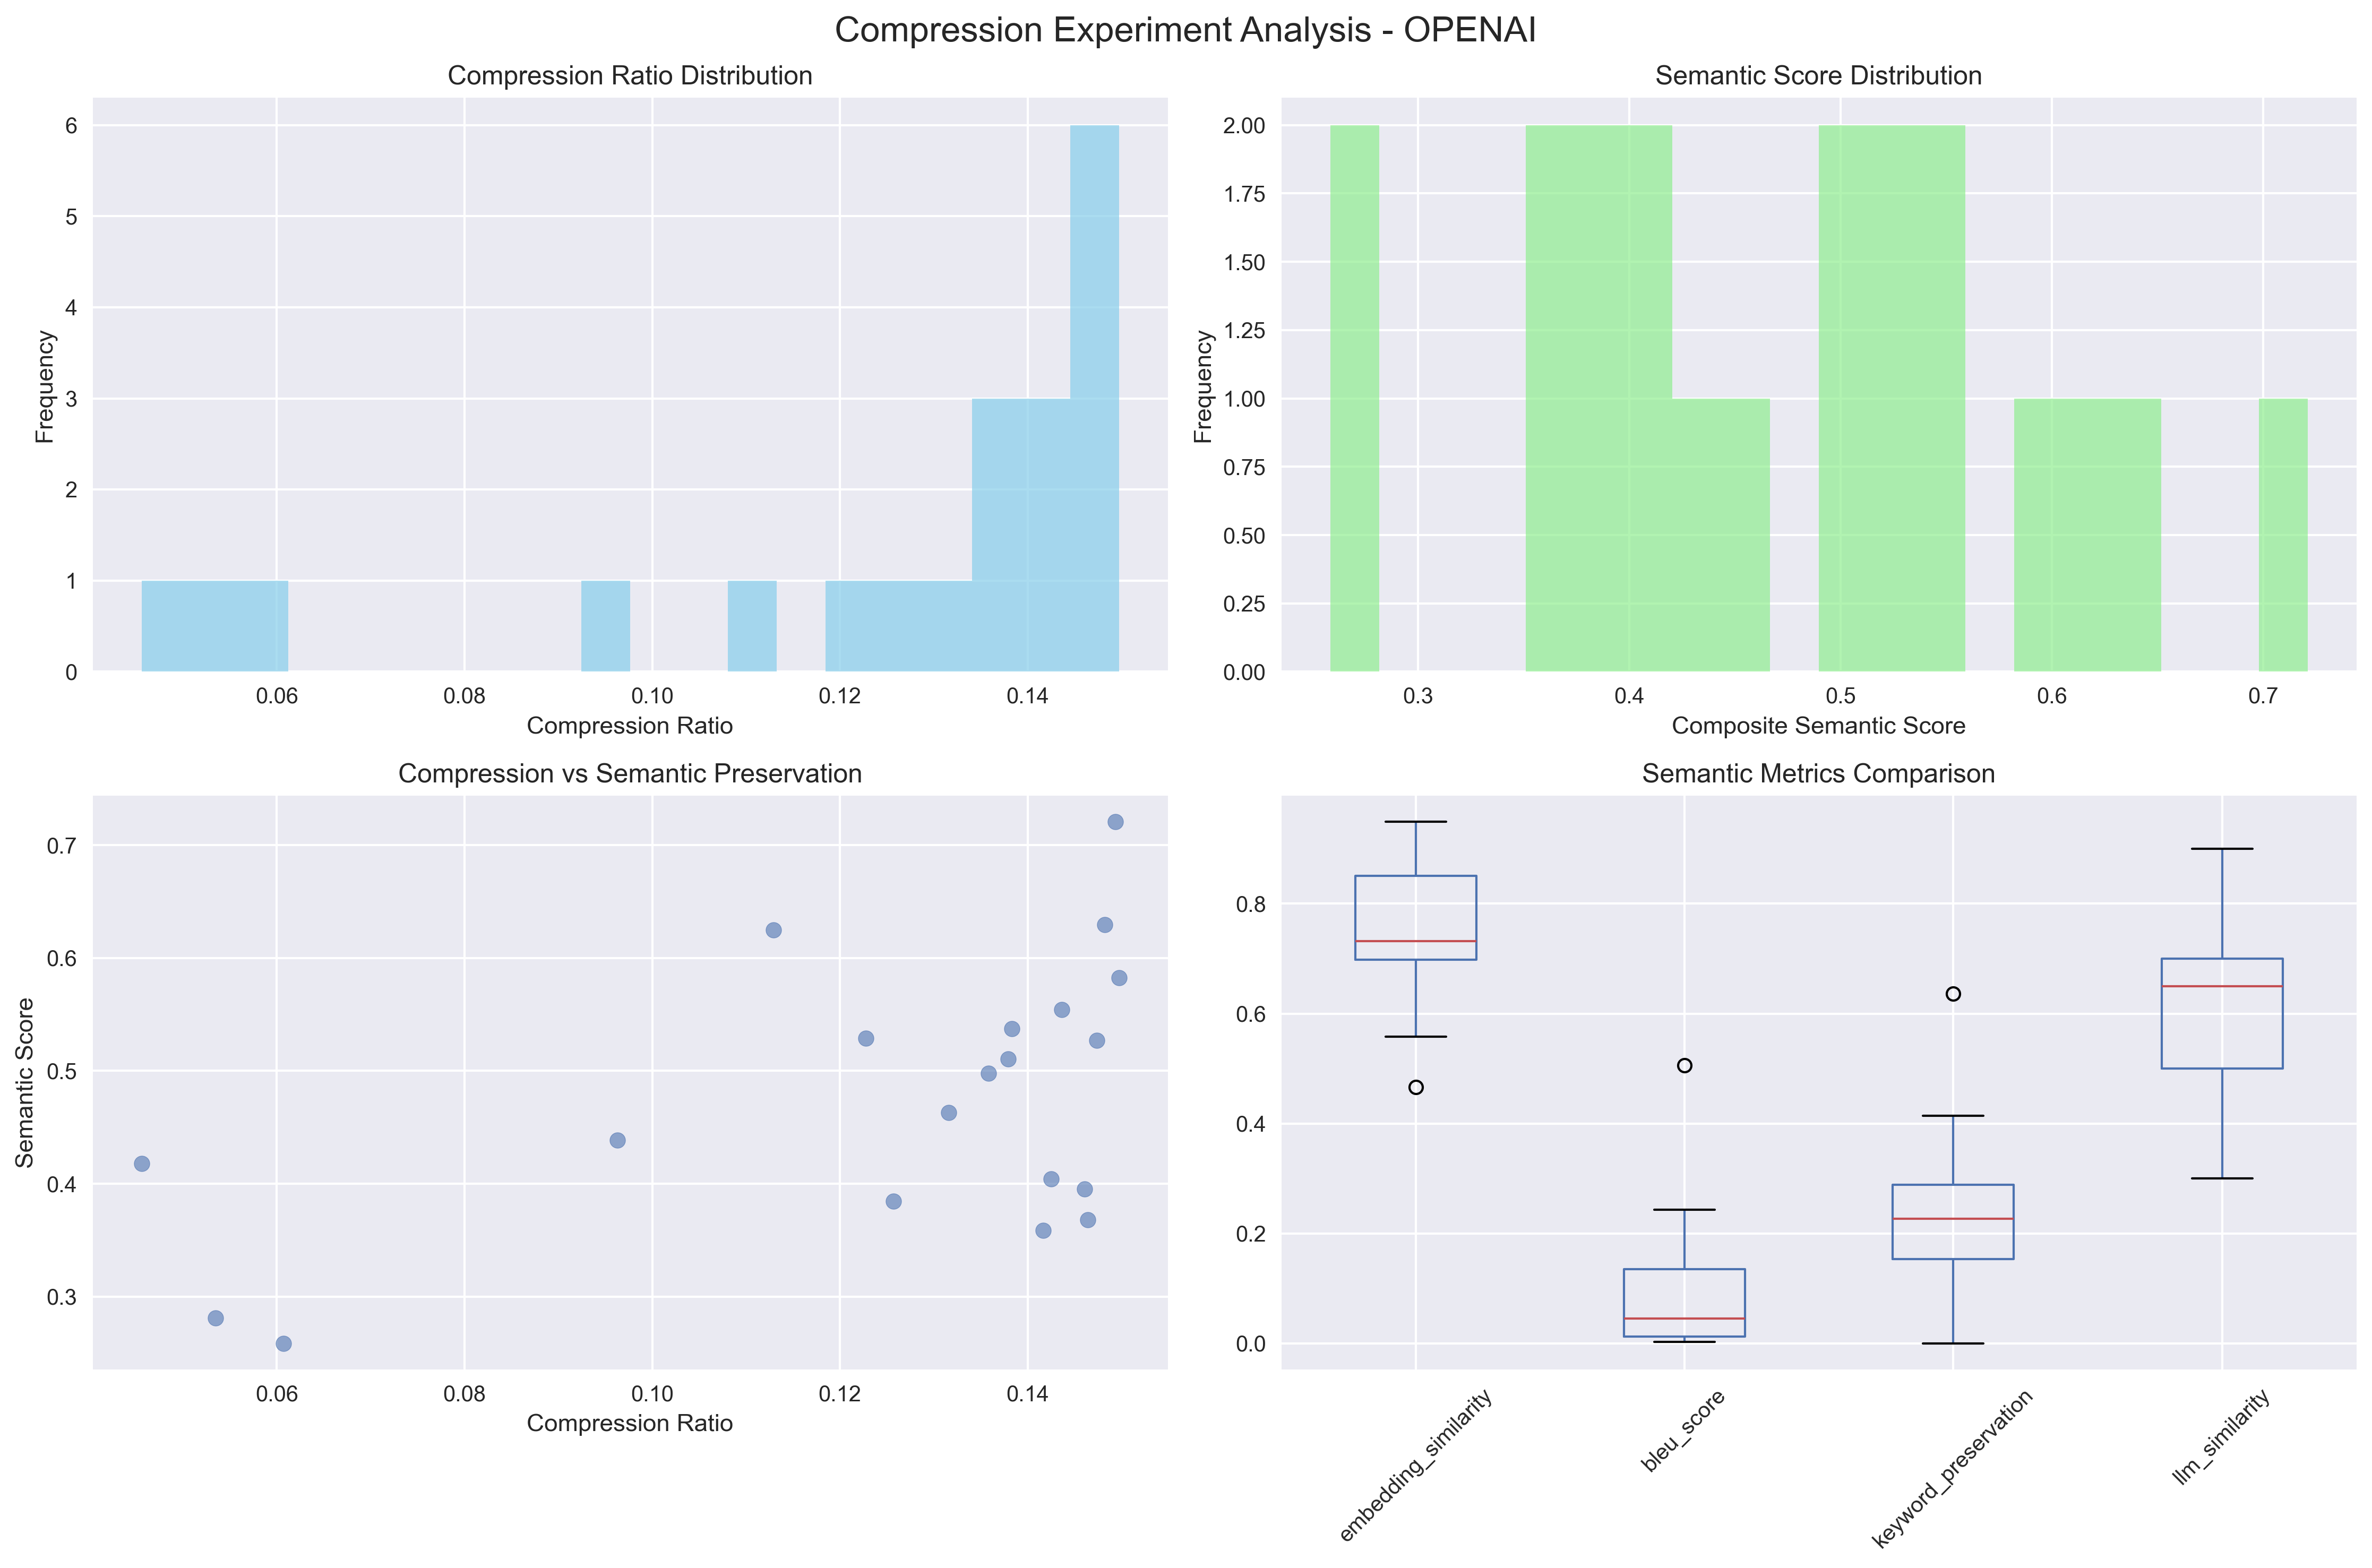 Compression Experiment Analysis - OPENAI
Compression Ratio Distribution
Frequency
6
5
4
3
2
1
0
0.06 0.08 0.10 0.12 0.14
Compression Ratio
Semantic Score Distribution
Frequency
2.00
1.75
1.50
1.25
1.00
0.75
0.50
0.25
0.00
0.3 0.4 0.5 0.6 0.7
Composite Semantic Score
Compression vs Semantic Preservation
Semantic Score
0.7
0.6
0.5
0.4
0.3
0.06 0.08 0.10 0.12 0.14
Compression Ratio
Semantic Metrics Comparison
0.8
0.6
0.4
0.2
0.0
embedding_similarity
bleu_score
keyword_preservation
llm_similarity